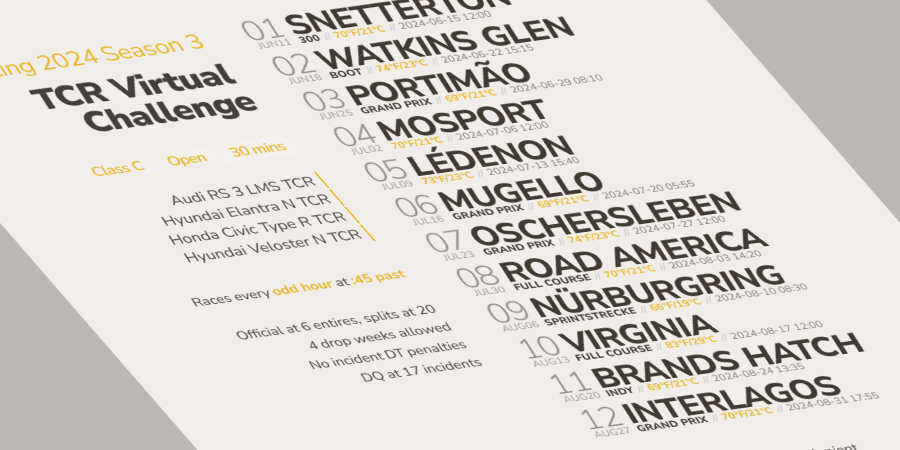 ing 2024 Season 3
TCR Virtual
Challenge
Class C Open 30 mins
Audi RS 3 LMS TCR
Hyundai Elantra N TCR
Honda Civic Type R TCR
Hyundai Veloster N TCR
Races every odd hour at :45 past
Official at 6 entires, splits at 20
4 drop weeks allowed
No incident DT penalties
DQ at 17 incidents
01 SNETTERTON
JUN11 300 // 70°F/21°C // 2024-06-15 12:00
02 WATKINS GLEN
JUN18 BOOT // 74°F/23°C // 2024-06-22 15:15
03 PORTIMÃO
JUN25 GRAND PRIX // 69°F/21°C // 2024-06-29 08:10
04 MOSPORT
JUL02 70°F/21°C // 2024-07-06 12:00
05 LÉDENON
JUL09 73°F/23°C // 2024-07-13 15:40
06 MUGELLO
JUL16 GRAND PRIX // 69°F/21°C // 2024-07-20 05:55
07 OSCHERSLEBEN
JUL23 GRAND PRIX // 74°F/23°C // 2024-07-27 12:00
08 ROAD AMERICA
JUL30 FULL COURSE // 70°F/21°C // 2024-08-03 14:20
09 NÜRBURGRING
AUG06 SPRINTSTRECKE // 66°F/19°C // 2024-08-10 08:30
10 VIRGINIA
AUG13 FULL COURSE // 83°F/29°C // 2024-08-17 12:00
11 BRANDS HATCH
AUG20 INDY // 69°F/21°C // 2024-08-24 13:35
12 INTERLAGOS
AUG27 GRAND PRIX // 70°F/21°C // 2024-08-31 17:55